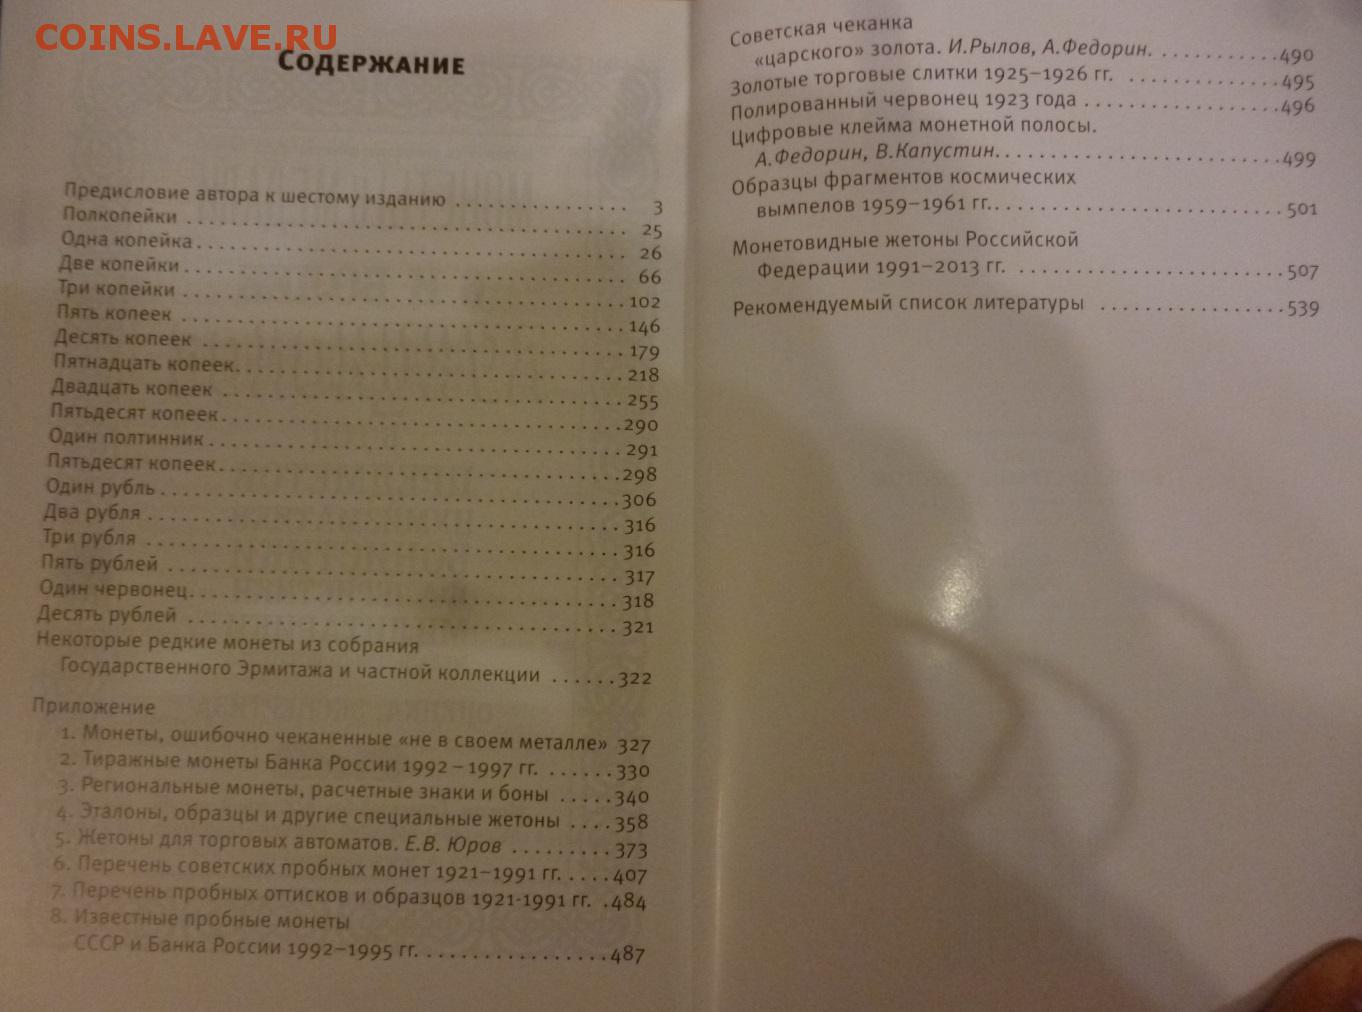 COINS.LAVE.RU
Содержание
Предисловие автора к шестому изданию . . . . . . . . . . . . . . . . 3
Полкопейки . . . . . . . . . . . . . . . . . . . . . . . . . . . . . . . . . . . . 25
Одна копейка . . . . . . . . . . . . . . . . . . . . . . . . . . . . . . . . . . . 26
Две копейки . . . . . . . . . . . . . . . . . . . . . . . . . . . . . . . . . . . . 66
Три копейки . . . . . . . . . . . . . . . . . . . . . . . . . . . . . . . . . . . . 102
Пять копеек . . . . . . . . . . . . . . . . . . . . . . . . . . . . . . . . . . . . 146
Десять копеек . . . . . . . . . . . . . . . . . . . . . . . . . . . . . . . . . . 179
Пятнадцать копеек. . . . . . . . . . . . . . . . . . . . . . . . . . . . . . . 218
Двадцать копеек . . . . . . . . . . . . . . . . . . . . . . . . . . . . . . . . 255
Пятьдесят копеек. . . . . . . . . . . . . . . . . . . . . . . . . . . . . . . . 290
Один полтинник . . . . . . . . . . . . . . . . . . . . . . . . . . . . . . . . . 291
Пятьдесят копеек. . . . . . . . . . . . . . . . . . . . . . . . . . . . . . . . 298
Один рубль . . . . . . . . . . . . . . . . . . . . . . . . . . . . . . . . . . . . 306
Два рубля . . . . . . . . . . . . . . . . . . . . . . . . . . . . . . . . . . . . . 316
Три рубля . . . . . . . . . . . . . . . . . . . . . . . . . . . . . . . . . . . . . 316
Пять рублей . . . . . . . . . . . . . . . . . . . . . . . . . . . . . . . . . . . . 317
Один червонец. . . . . . . . . . . . . . . . . . . . . . . . . . . . . . . . . . 318
Десять рублей . . . . . . . . . . . . . . . . . . . . . . . . . . . . . . . . . . 321
Некоторые редкие монеты из собрания
Государственного Эрмитажа и частной коллекции . . . . . . 322
Приложение
1. Монеты, ошибочно чеканенные «не в своем металле» 327
2. Тиражные монеты Банка России 1992 – 1997 гг. . . . . . . 330
3. Региональные монеты, расчетные знаки и боны . . . . . 340
4. Эталоны, образцы и другие специальные жетоны . . . . 358
5. Жетоны для торговых автоматов. Е.В. Юров . . . . . . . . . 373
6. Перечень советских пробных монет 1921–1991 гг. . . . . 407
7. Перечень пробных оттисков и образцов 1921-1991 гг. . 484
8. Известные пробные монеты
СССР и Банка России 1992–1995 гг. . . . . . . . . . . . . . . . . 487
Советская чеканка
«царского» золота. И.Рылов, А.Федорин. . . . . . . . . . . . 490
Золотые торговые слитки 1925–1926 гг. . . . . . . . . . . . . . . 495
Полированный червонец 1923 года . . . . . . . . . . . . . . . . . . 496
Цифровые клейма монетной полосы.
А.Федорин, В.Капустин. . . . . . . . . . . . . . . . . . . . . . . . . . 499
Образцы фрагментов космических
вымпелов 1959–1961 гг. . . . . . . . . . . . . . . . . . . . . . . . . . . 501
Монетовидные жетоны Российской
Федерации 1991–2013 гг. . . . . . . . . . . . . . . . . . . . . . . . . 507
Рекомендуемый список литературы . . . . . . . . . . . . . . . . . 539